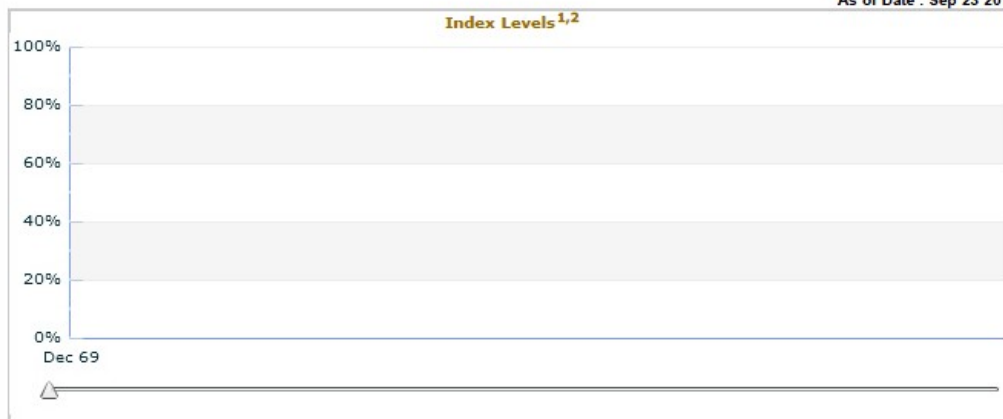 As of Date : Sep 23 20
Index Levels1,2
100%
80%
60%
40%
20%
0%
Dec 69